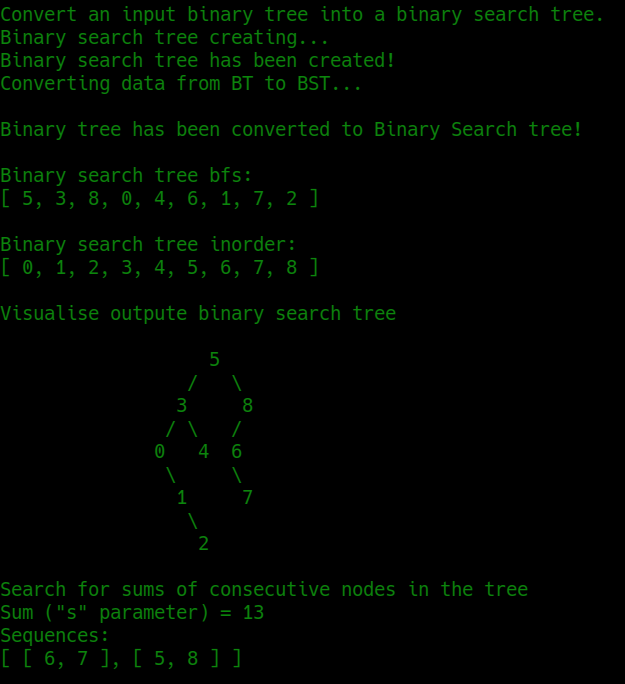 Convert an input binary tree into a binary search tree.
Binary search tree creating...
Binary search tree has been created!
Converting data from BT to BST...
Binary tree has been converted to Binary Search tree!
Binary search tree bfs:
[ 5, 3, 8, 0, 4, 6, 1, 7, 2 ]
Binary search tree inorder:
[ 0, 1, 2, 3, 4, 5, 6, 7, 8 ]
Visualise outpute binary search tree
                   5
                 /   \
                3     8
               / \   /
              0   4  6
               \     \
                1     7
                 \
                  2
Search for sums of consecutive nodes in the tree
Sum ("s" parameter) = 13
Sequences:
[ [ 6, 7 ], [ 5, 8 ] ]